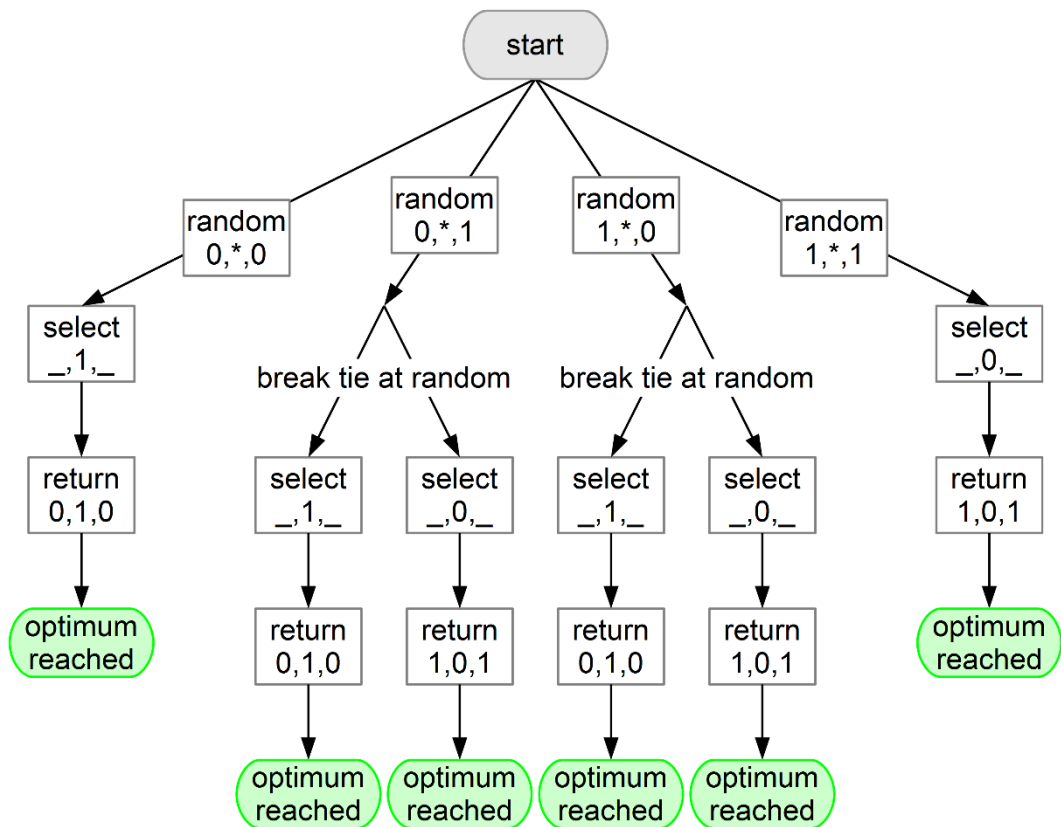 start
random
0,*,0
random
0,*,1
random
1,*,0
random
1,*,1
select
_,1,_
select
_,0,_
break tie at random
break tie at random
return
0,1,0
select
_,1,_
select
_,0,_
select
_,1,_
select
_,0,_
return
1,0,1
optimum
reached
return
0,1,0
return
1,0,1
return
0,1,0
return
1,0,1
optimum
reached
optimum
reached
optimum
reached
optimum
reached
optimum
reached